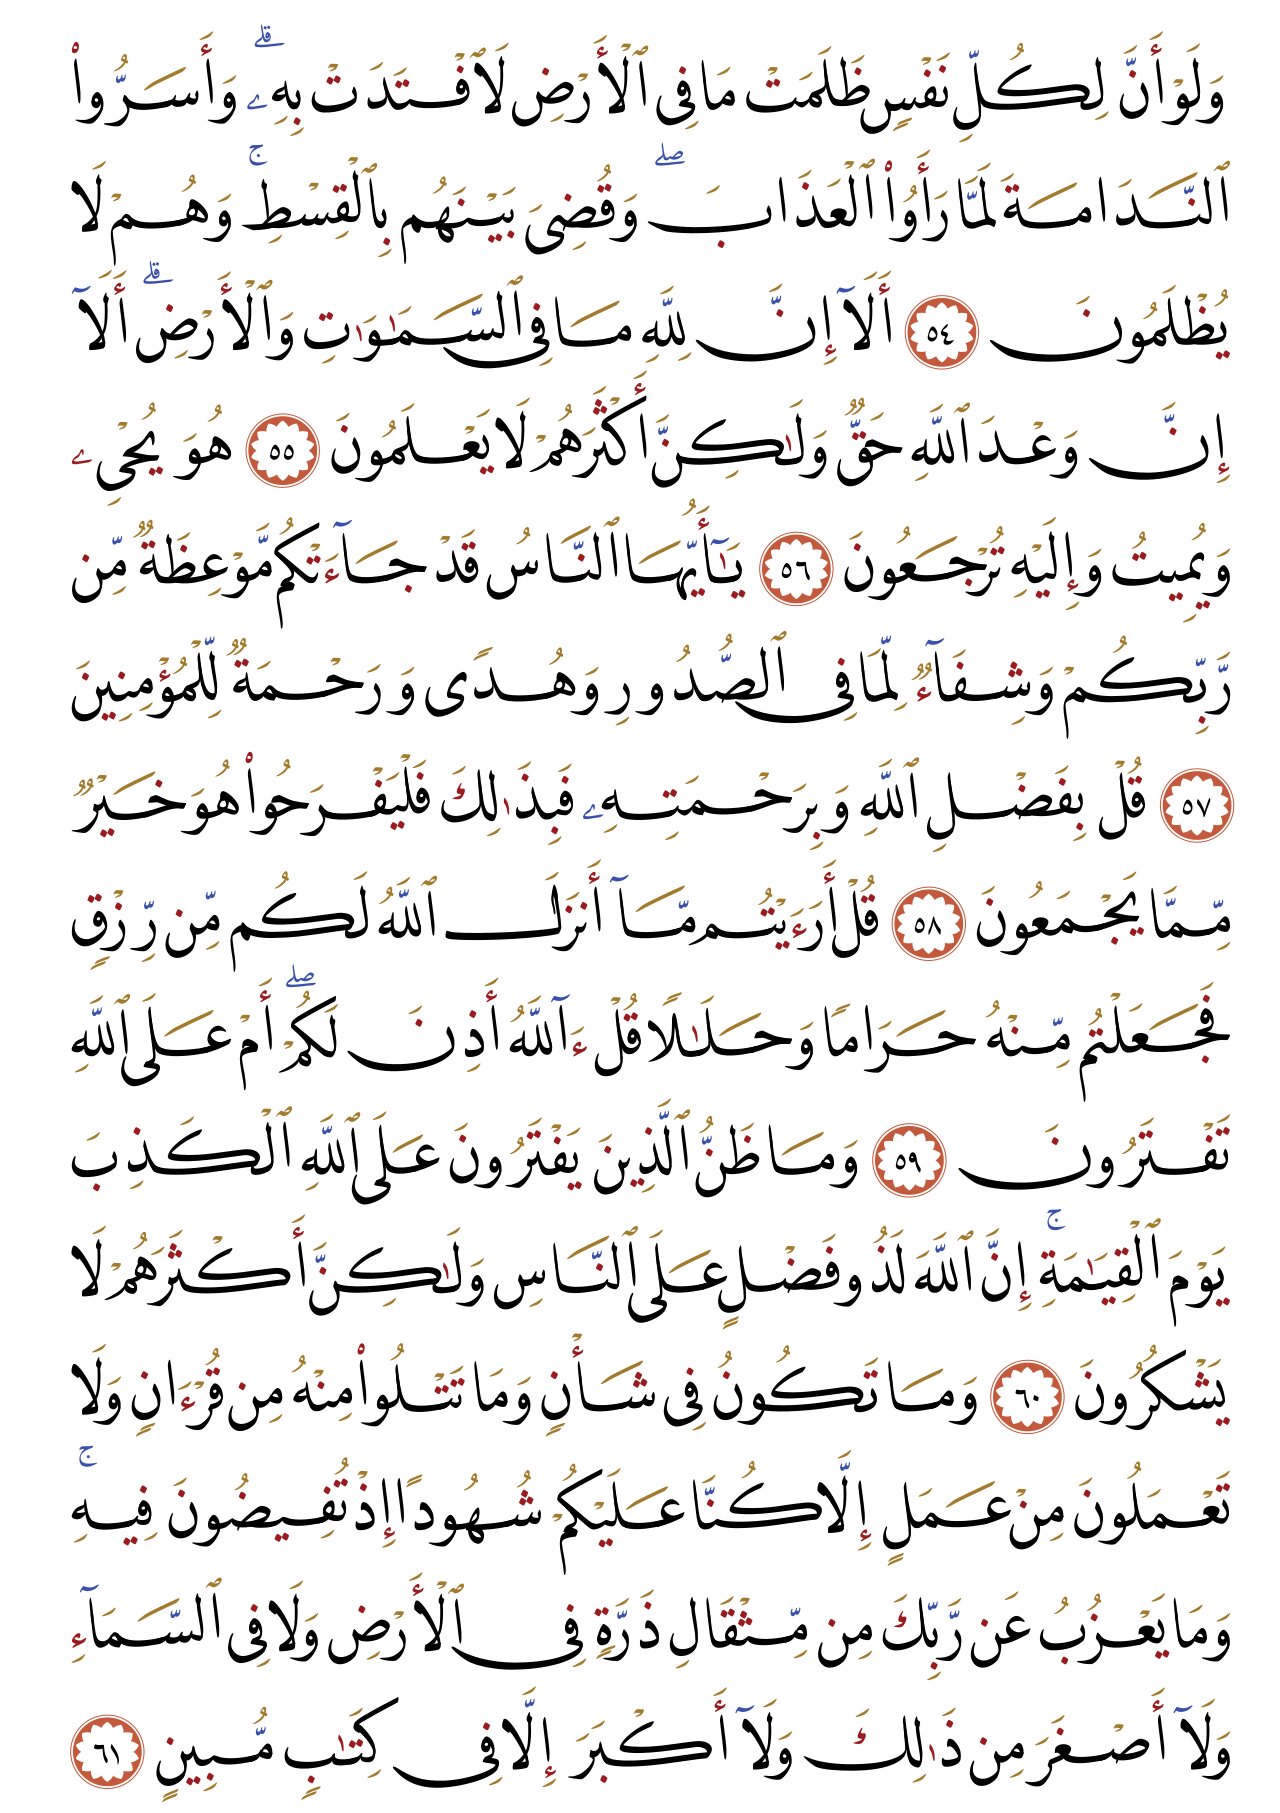 وَلَوْ أَنَّ لِكُلِّ نَفْسٍ ظَلَمَتْ مَا فِى ٱلْأَرْضِ لَٱفْتَدَتْ بِهِۦ ۗ وَأَسَرُّوا۟
ٱلنَّدَامَةَ لَمَّا رَأَوُا۟ ٱلْعَذَابَ ۖ وَقُضِىَ بَيْنَهُم بِٱلْقِسْطِ ۚ وَهُمْ لَا
يُظْلَمُونَ ٥٤ أَلَآ إِنَّ لِلَّهِ مَا فِى ٱلسَّمَـٰوَٰتِ وَٱلْأَرْضِ ۗ أَلَآ
إِنَّ وَعْدَ ٱللَّهِ حَقٌّ وَلَـٰكِنَّ أَكْثَرَهُمْ لَا يَعْلَمُونَ ٥٥ هُوَ يُحْىِۦ
وَيُمِيتُ وَإِلَيْهِ تُرْجَعُونَ ٥٦ يَـٰٓأَيُّهَا ٱلنَّاسُ قَدْ جَآءَتْكُم مَّوْعِظَةٌ مِّن
رَّبِّكُمْ وَشِفَآءٌ لِّمَا فِى ٱلصُّدُورِ وَهُدًى وَرَحْمَةٌ لِّلْمُؤْمِنِينَ
٥٧ قُلْ بِفَضْلِ ٱللَّهِ وَبِرَحْمَتِهِۦ فَبِذَٰلِكَ فَلْيَفْرَحُوا۟ هُوَ خَيْرٌ
مِّمَّا يَجْمَعُونَ ٥٨ قُلْ أَرَءَيْتُم مَّآ أَنزَلَ ٱللَّهُ لَكُم مِّن رِّزْقٍ
فَجَعَلْتُم مِّنْهُ حَرَامًا وَحَلَـٰلًا قُلْ ءَآللَّهُ أَذِنَ لَكُمْ ۖ أَمْ عَلَى ٱللَّهِ
تَفْتَرُونَ ٥٩ وَمَا ظَنُّ ٱلَّذِينَ يَفْتَرُونَ عَلَى ٱللَّهِ ٱلْكَذِبَ
يَوْمَ ٱلْقِيَـٰمَةِ ۚ إِنَّ ٱللَّهَ لَذُو فَضْلٍ عَلَى ٱلنَّاسِ وَلَـٰكِنَّ أَكْثَرَهُمْ لَا
يَشْكُرُونَ ٦٠ وَمَا تَكُونُ فِى شَأْنٍ وَمَا تَتْلُوا۟ مِنْهُ مِن قُرْءَانٍ وَلَا
تَعْمَلُونَ مِنْ عَمَلٍ إِلَّا كُنَّا عَلَيْكُمْ شُهُودًا إِذْ تُفِيضُونَ فِيهِ ۚ
وَمَا يَعْزُبُ عَن رَّبِّكَ مِن مِّثْقَالِ ذَرَّةٍ فِى ٱلْأَرْضِ وَلَا فِى ٱلسَّمَآءِ
وَلَآ أَصْغَرَ مِن ذَٰلِكَ وَلَآ أَكْبَرَ إِلَّا فِى كِتَـٰبٍ مُّبِينٍ ٦١